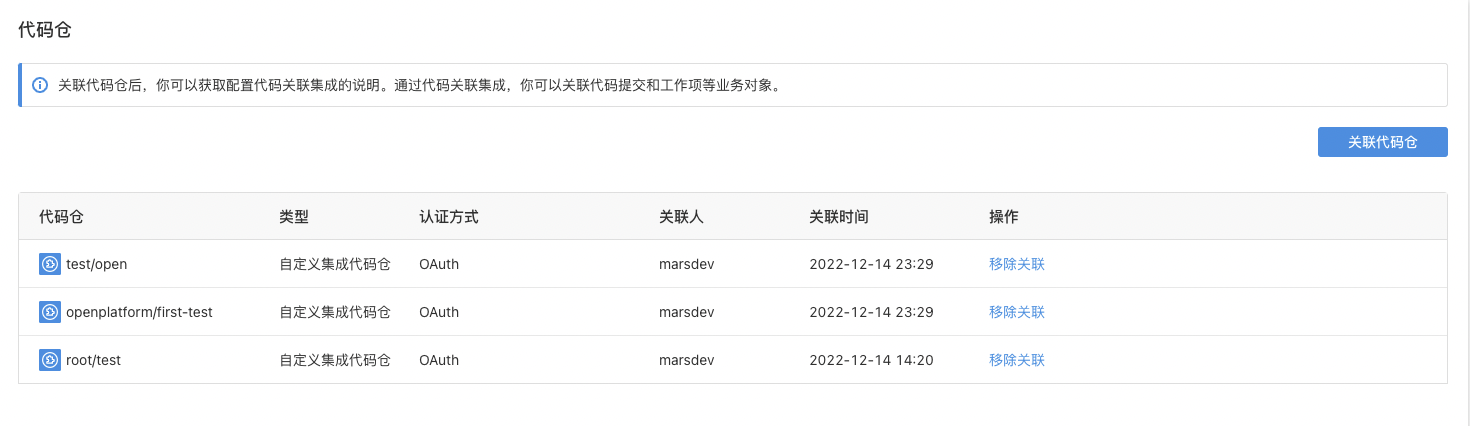 代码仓
关联代码仓后，你可以获取配置代码关联集成的说明。通过代码关联集成，你可以关联代码提交和工作项等业务对象。
关联代码仓
代码仓 类型 认证方式 关联人 关联时间 操作
test/open 自定义集成代码仓 OAuth marsdev 2022-12-14 23:29 移除关联
openplatform/first-test 自定义集成代码仓 OAuth marsdev 2022-12-14 23:29 移除关联
root/test 自定义集成代码仓 OAuth marsdev 2022-12-14 14:20 移除关联